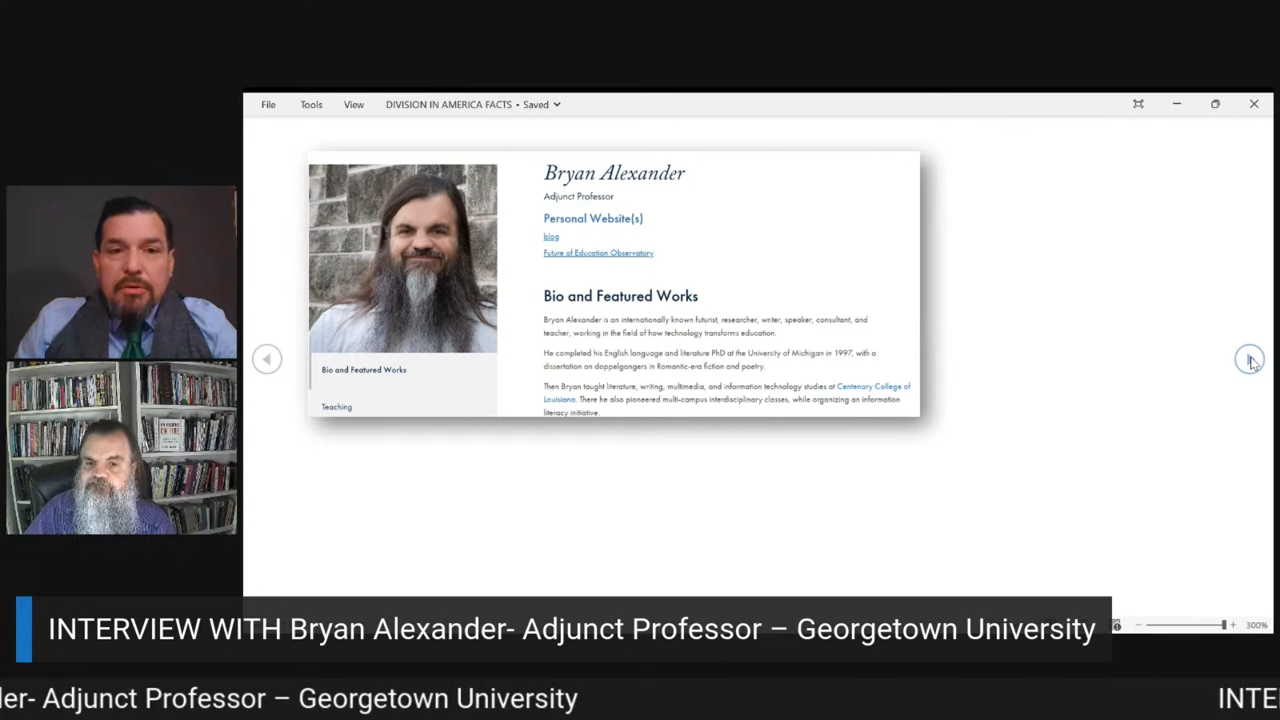 File Tools View DIVISION IN AMERICA FACTS • Saved
Bryan Alexander
Adjunct Professor
Personal Website(s)
blog
Future of Education Observatory
Bio and Featured Works
Bryan Alexander is an internationally known futurist, researcher, writer, speaker, consultant, and
teacher, working in the field of how technology transforms education.
He completed his English language and literature PhD at the University of Michigan in 1997, with a
dissertation on doppelgangers in Romantic-era fiction and poetry.
Then Bryan taught literature, writing, multimedia, and information technology studies at Centenary College of
Louisiana. There he also pioneered multi-campus interdisciplinary classes, while organizing an information
literacy initiative.
Bio and Featured Works
Teaching
300%
INTERVIEW WITH Bryan Alexander- Adjunct Professor – Georgetown University
der- Adjunct Professor – Georgetown University
INTE